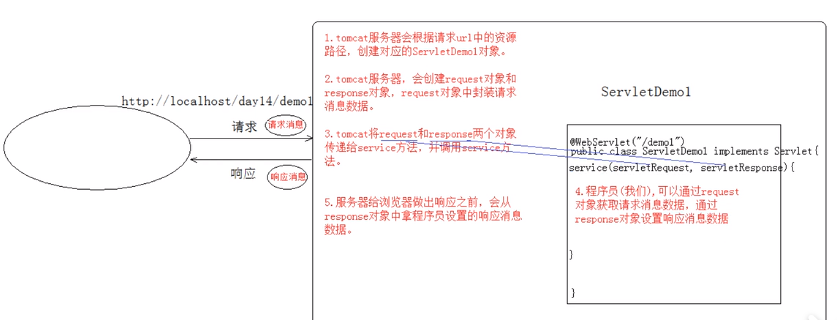 http://localhost/day14/demo1
请求
请求消息
响应
响应消息
1.tomcat服务器会根据请求url中的资源
路径，创建对应的ServletDemo1对象。
2.tomcat服务器，会创建request对象和
response对象，request对象中封装请求
消息数据。
3.tomcat将request和response两个对象
传递给service方法，并调用service方
法。
5.服务器给浏览器做出响应之前，会从
response对象中拿程序员设置的响应消息
数据。
ServletDemo1
@WebServlet("/demo1")
public class ServletDemo1 implements Servlet{
service(servletRequest, servletResponse){
4.程序员(我们),可以通过request
对象获取请求消息数据，通过
response对象设置响应消息数据
}
}